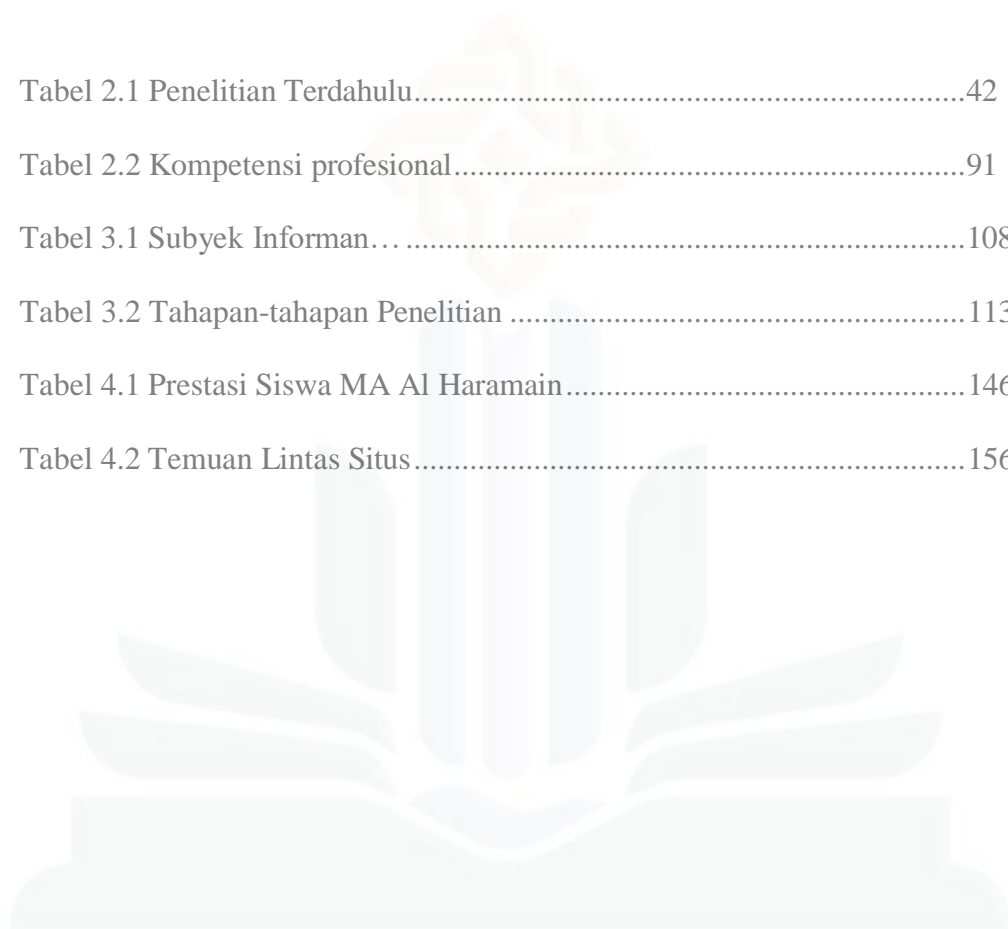 Tabel 2.1 Penelitian Terdahulu.....................................................................42
Tabel 2.2 Kompetensi profesional................................................................91
Tabel 3.1 Subyek Informan… ......................................................................108
Tabel 3.2 Tahapan-tahapan Penelitian .........................................................113
Tabel 4.1 Prestasi Siswa MA Al Haramain..................................................146
Tabel 4.2 Temuan Lintas Situs.....................................................................156